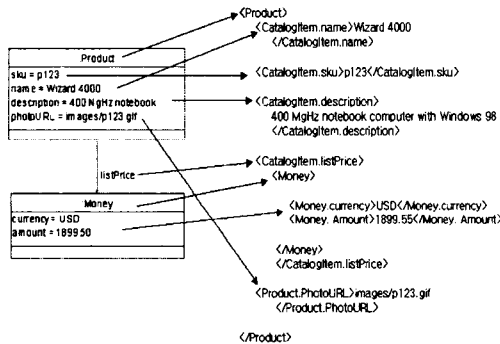 Product
sku = p123
name = Wizard 4000
description = 400 MgHz notebook
photoURL = images/p123.gif
listPrice
Money
currency = USD
amount = 1899.50
<Product>
<CatalogItem.name>Wizard 4000
</CatalogItem.name>
<CatalogItem.sku>p123</CatalogItem.sku>
<CatalogItem.description>
400 MgHz notebook computer with Windows 98
</CatalogItem.description>
<CatalogItem.listPrice>
<Money>
<Money.currency>USD</Money.currency>
<Money. Amount>1899.55</Money. Amount>
</Money>
</CatalogItem.listPrice>
<Product.PhotoURL>images/p123.gif
</Product.PhotoURL>
</Product>